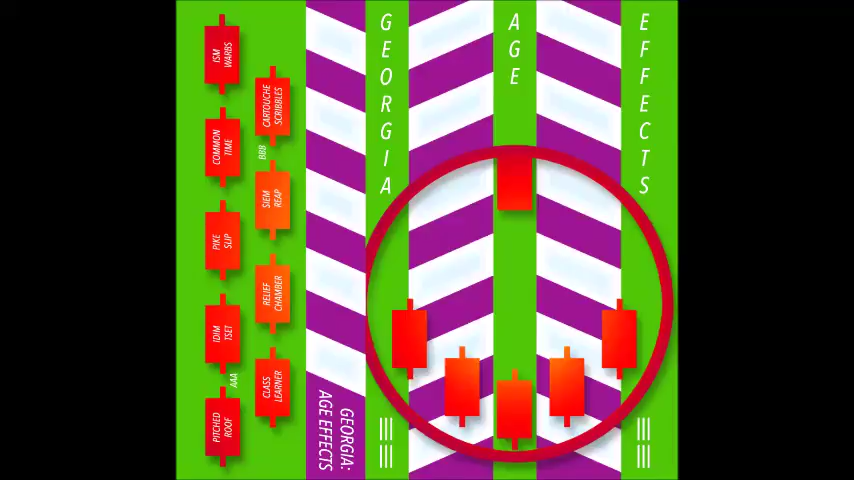 ISM
WARBS
COMMON
TIME
PIKE
SLIP
IDIM
TSET
AAA
PITCHED
ROOF
CARTOUCHE
SCRIBBLES
BBB
SIEM
REAP
RELIEF
CHAMBER
CLASS
LEARNER
GEORGIA:
AGE EFFECTS
GEORGIA
AGE
EFFECTS